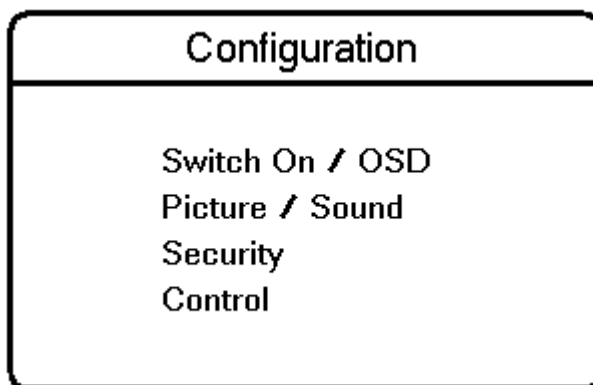 Configuration
Switch On / OSD
Picture / Sound
Security
Control